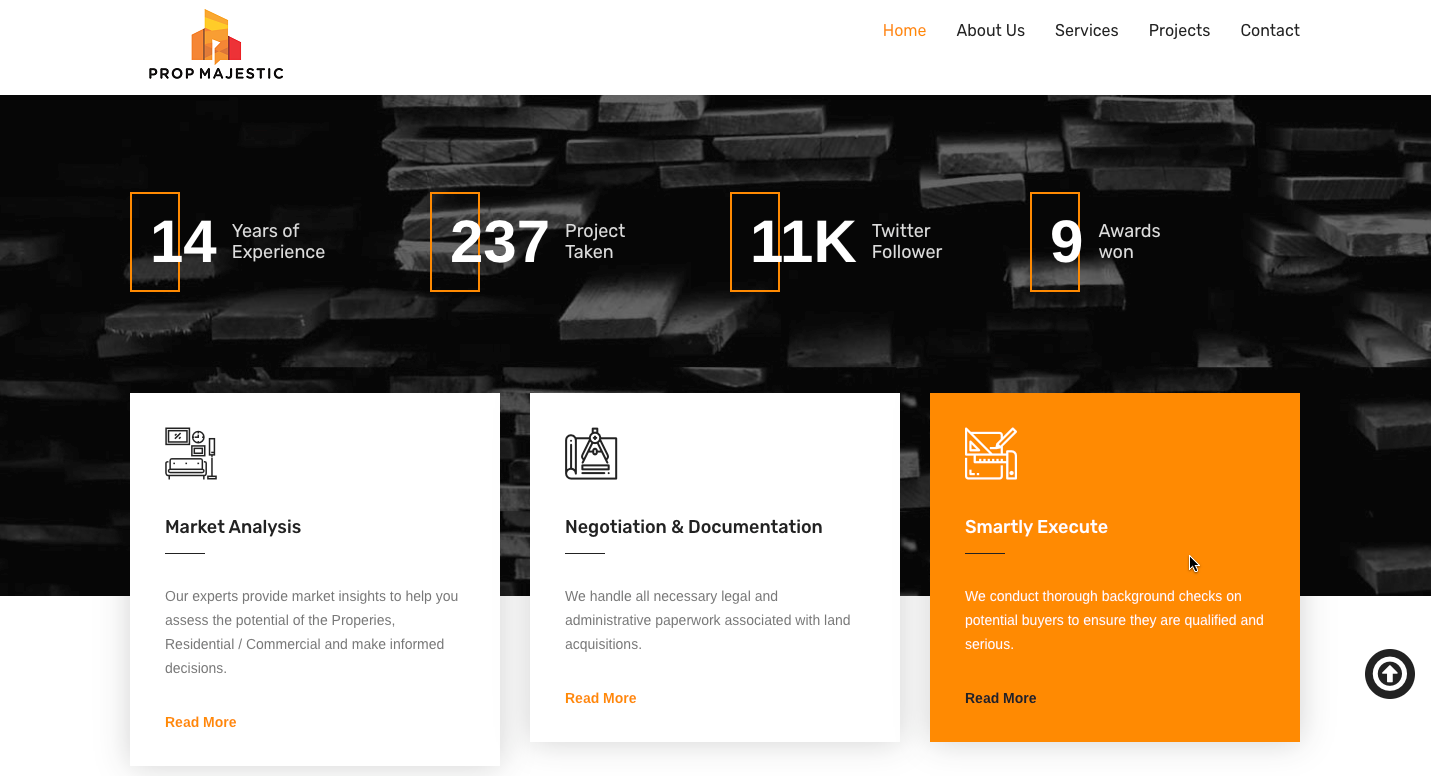 PROP MAJESTIC
Home About Us Services Projects Contact
14 Years of
Experience
237 Project
Taken
11K Twitter
Follower
9 Awards
won
Market Analysis
Our experts provide market insights to help you
assess the potential of the Properies,
Residential / Commercial and make informed
decisions.
Read More
Negotiation & Documentation
We handle all necessary legal and
administrative paperwork associated with land
acquisitions.
Read More
Smartly Execute
We conduct thorough background checks on
potential buyers to ensure they are qualified and
serious.
Read More